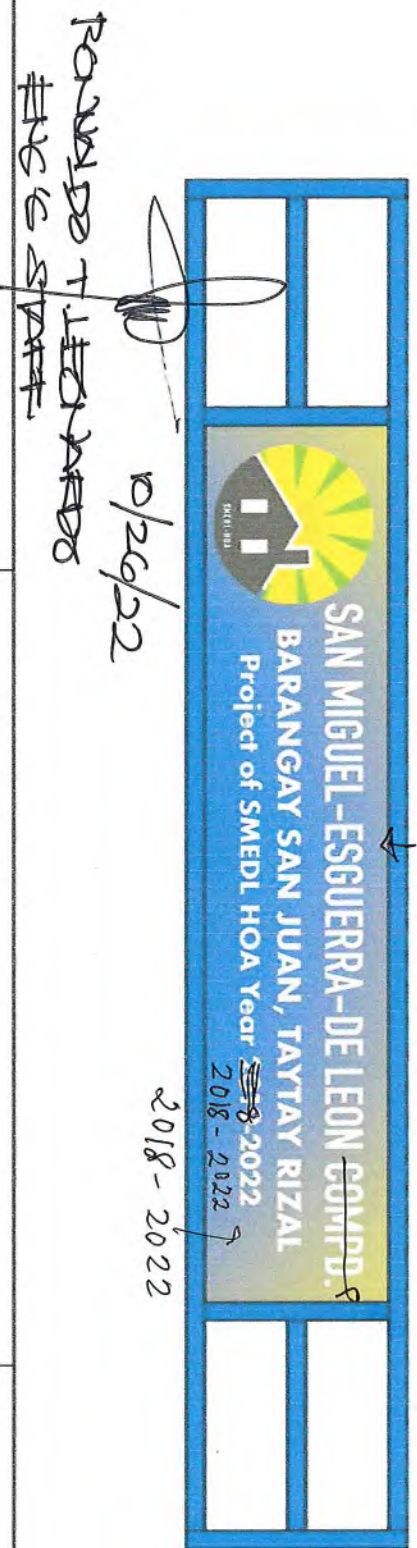 SAN MIGUEL-ESGUERRA-DE LEON COMPD.
BARANGAY SAN JUAN, TAYTAY RIZAL
Project of SMEDL HOA Year 2018-2022
2018 - 2022
2018 - 2022
10/26/22
RONALDO T. LEONARDO
ENG'G STAFF